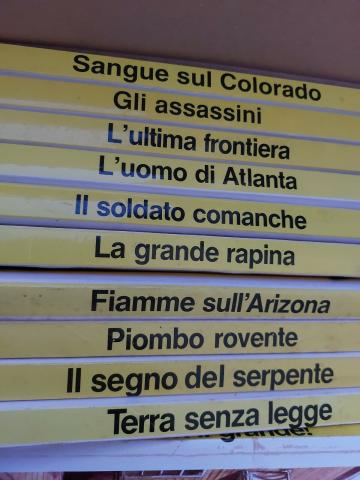 Sangue sul Colorado
Gli assassini
L'ultima frontiera
L'uomo di Atlanta
Il soldato comanche
La grande rapina
Fiamme sull'Arizona
Piombo rovente
Il segno del serpente
Terra senza legge